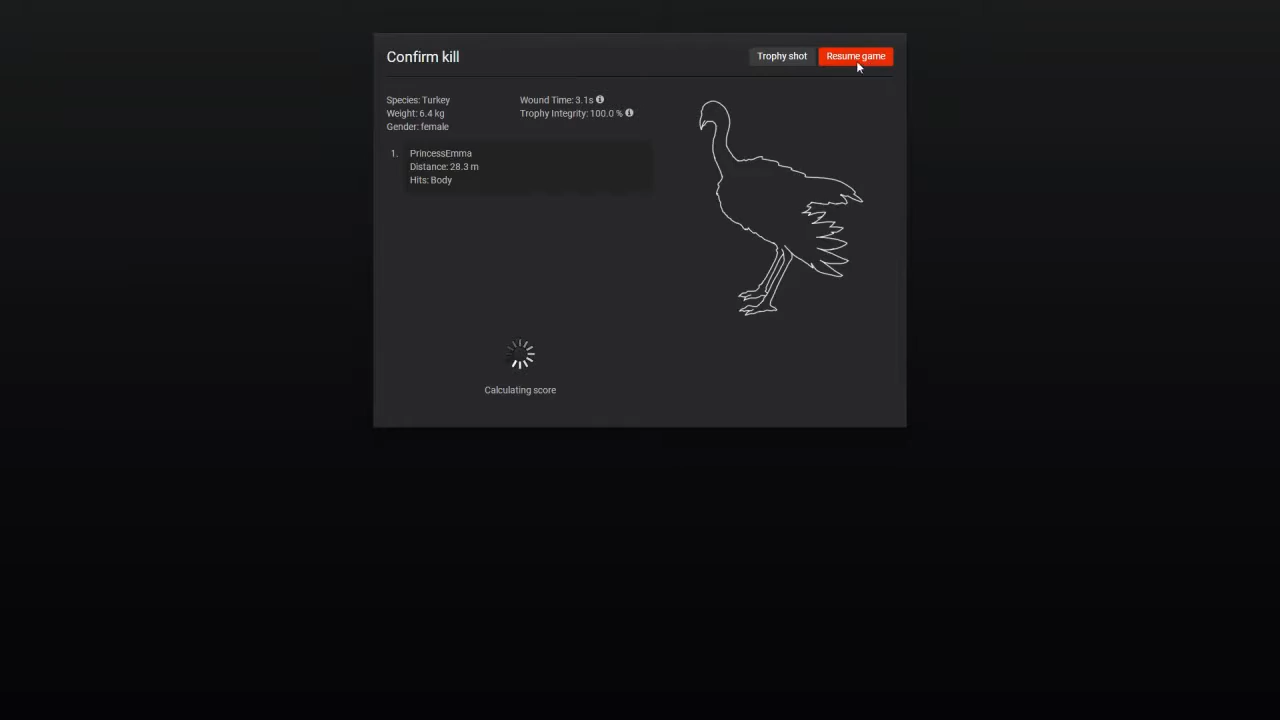 Confirm kill
Trophy shot
Resume game
Species: Turkey
Weight: 6.4 kg
Gender: female
Wound Time: 3.1s
Trophy Integrity: 100.0 %
1. PrincessEmma
Distance: 28.3 m
Hits: Body
Calculating score